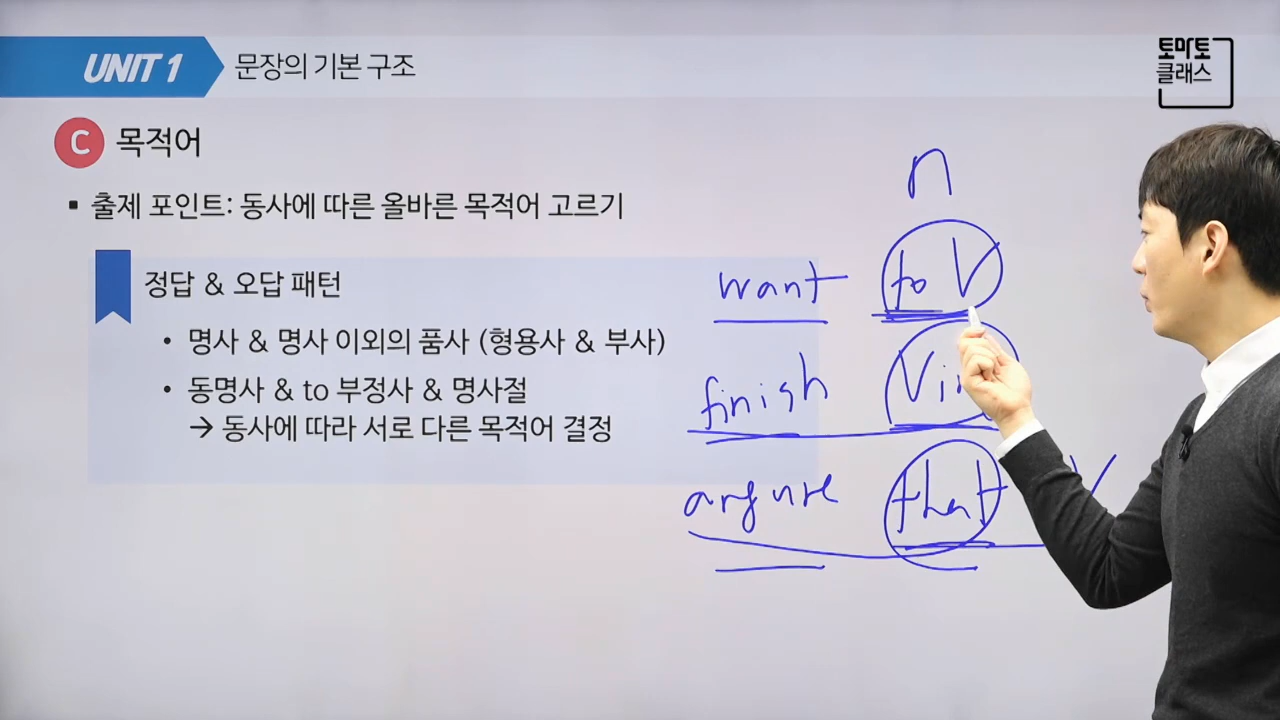 UNIT 1 문장의 기본 구조
토마토
클래스
C 목적어
▪ 출제 포인트: 동사에 따른 올바른 목적어 고르기
정답 & 오답 패턴
• 명사 & 명사 이외의 품사 (형용사 & 부사)
• 동명사 & to 부정사 & 명사절
→ 동사에 따라 서로 다른 목적어 결정
n
want to V
finish Vin
argure that V